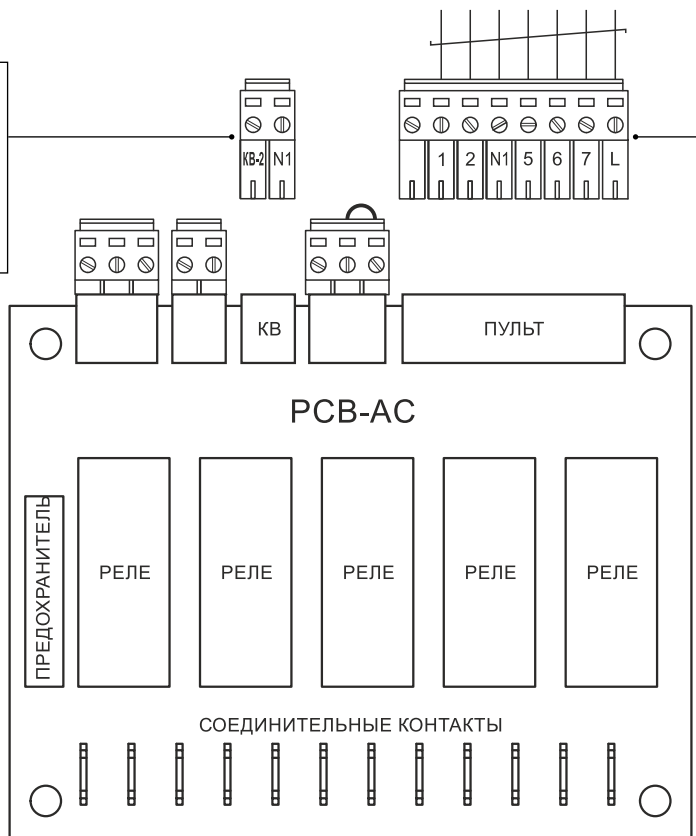 КВ-2 N1
1 2 N1 5 6 7 L
КВ
ПУЛЬТ
PCB-AC
ПРЕДОХРАНИТЕЛЬ
РЕЛЕ РЕЛЕ РЕЛЕ РЕЛЕ РЕЛЕ
СОЕДИНИТЕЛЬНЫЕ КОНТАКТЫ